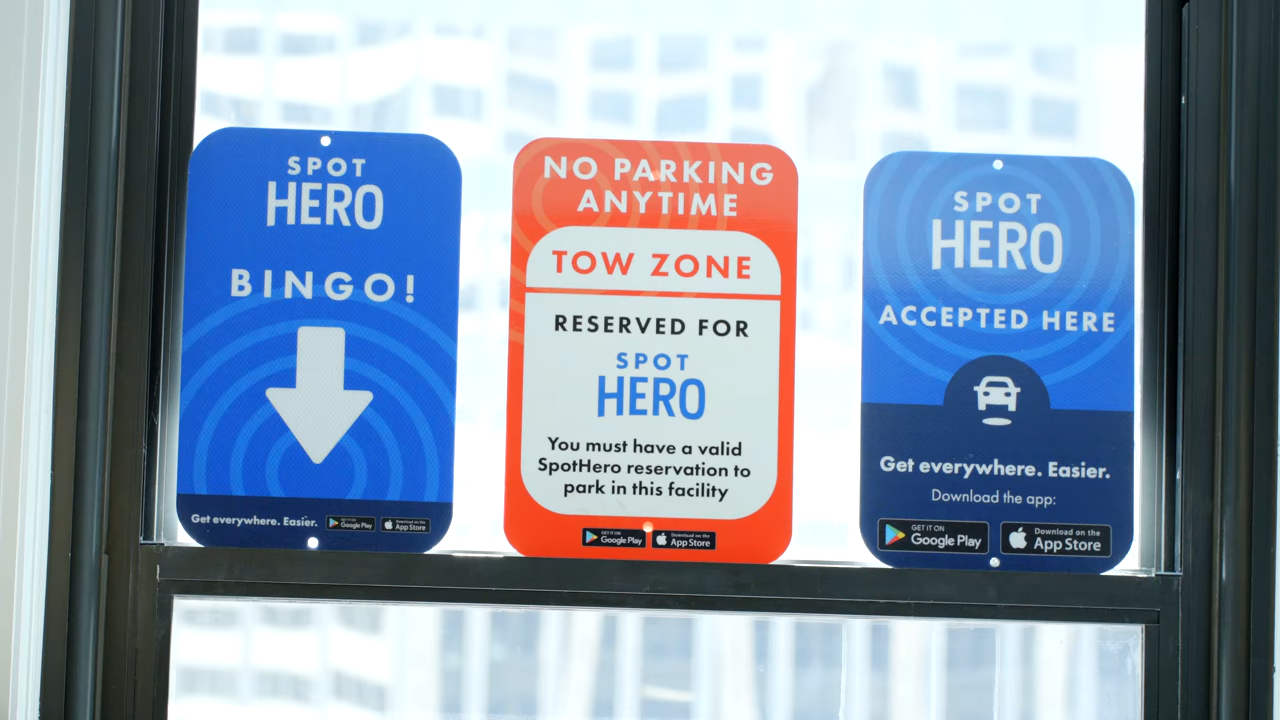 SPOT
HERO
BINGO!
Get everywhere. Easier.
GET IT ON
Google Play
Download on the
App Store
NO PARKING
ANYTIME
TOW ZONE
RESERVED FOR
SPOT
HERO
You must have a valid
SpotHero reservation to
park in this facility
GET IT ON
Google Play
Download on the
App Store
SPOT
HERO
ACCEPTED HERE
Get everywhere. Easier.
Download the app:
GET IT ON
Google Play
Download on the
App Store